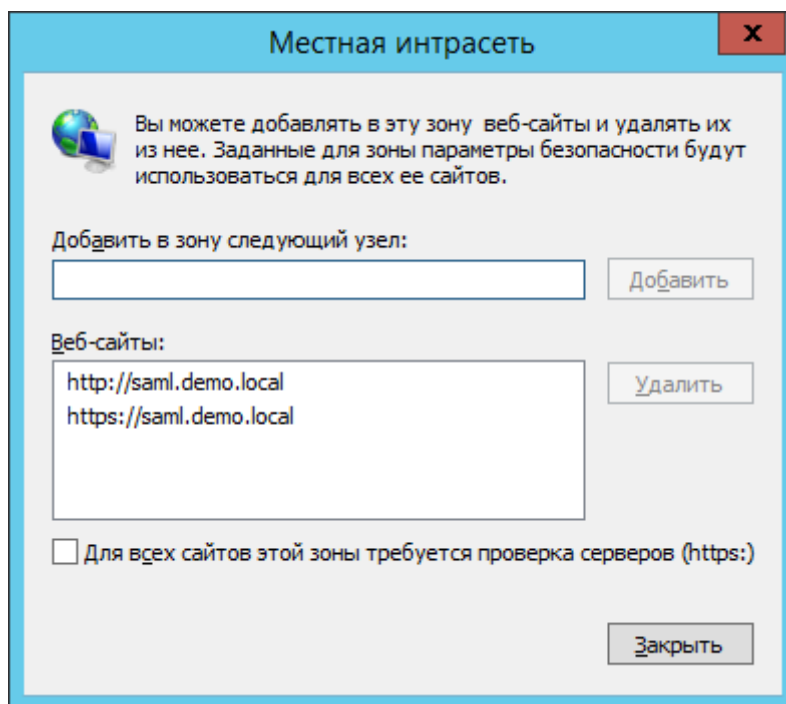 Местная интрасеть
x
Вы можете добавлять в эту зону веб-сайты и удалять их
из нее. Заданные для зоны параметры безопасности будут
использоваться для всех ее сайтов.
Добавить в зону следующий узел:
Добавить
Веб-сайты:
http://saml.demo.local
https://saml.demo.local
Удалить
Для всех сайтов этой зоны требуется проверка серверов (https:)
Закрыть